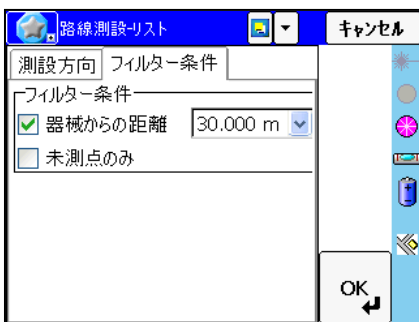 路線測設-リスト
キャンセル
測設方向 フィルター条件
フィルター条件
器械からの距離 30.000 m
未測点のみ
OK